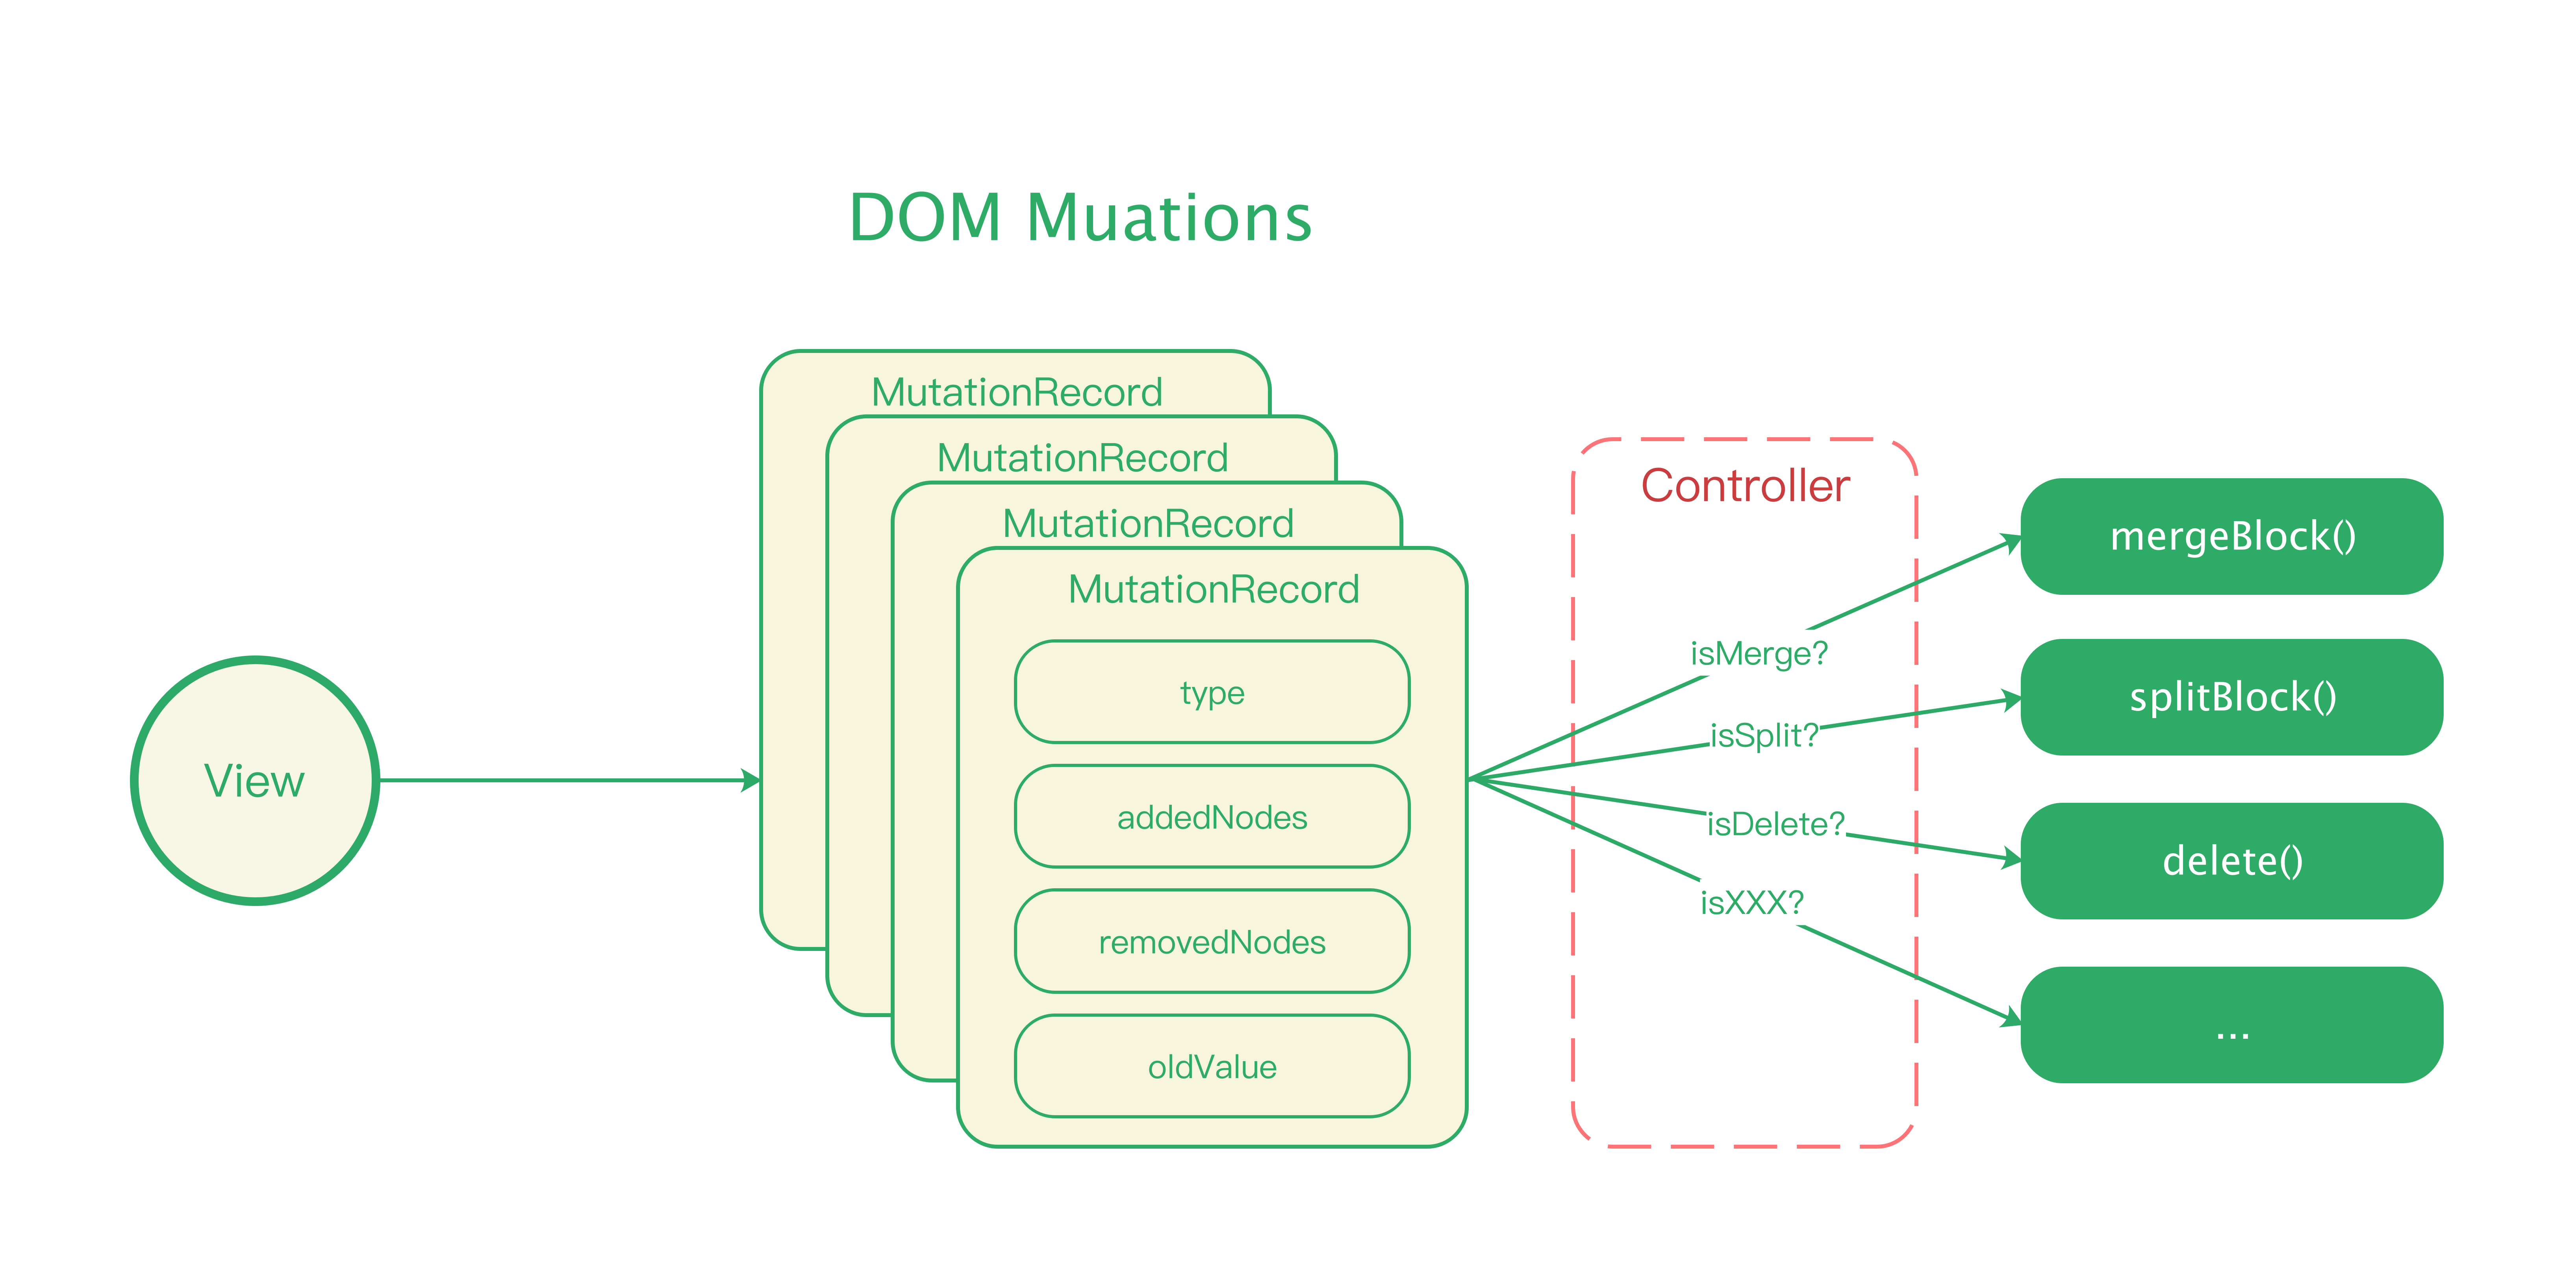 DOM Muations
View
MutationRecord
MutationRecord
MutationRecord
MutationRecord
type
addedNodes
removedNodes
oldValue
Controller
isMerge?
isSplit?
isDelete?
isXXX?
mergeBlock()
splitBlock()
delete()
...